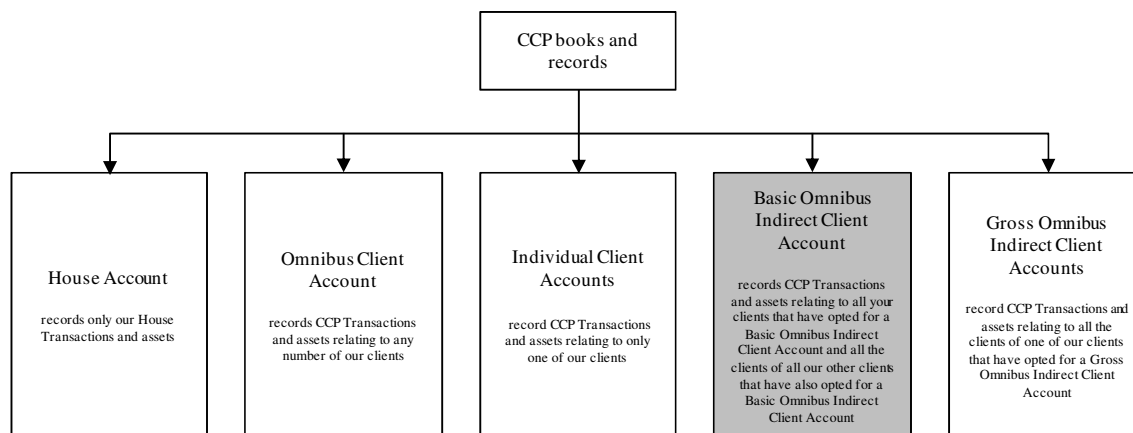 CCP books and
records
House Account
records only our House
Transactions and assets
Omnibus Client
Account
records CCP Transactions
and assets relating to any
number of our clients
Individual Client
Accounts
record CCP Transactions
and assets relating to only
one of our clients
Basic Omnibus
Indirect Client
Account
records CCP Transactions
and assets relating to all your
clients that have opted for a
Basic Omnibus Indirect
Client Account and all the
clients of all our other clients
that have also opted for a
Basic Omnibus Indirect
Client Account
Gross Omnibus
Indirect Client
Accounts
record CCP Transactions and
assets relating to all the
clients of one of our clients
that have opted for a Gross
Omnibus Indirect Client
Account